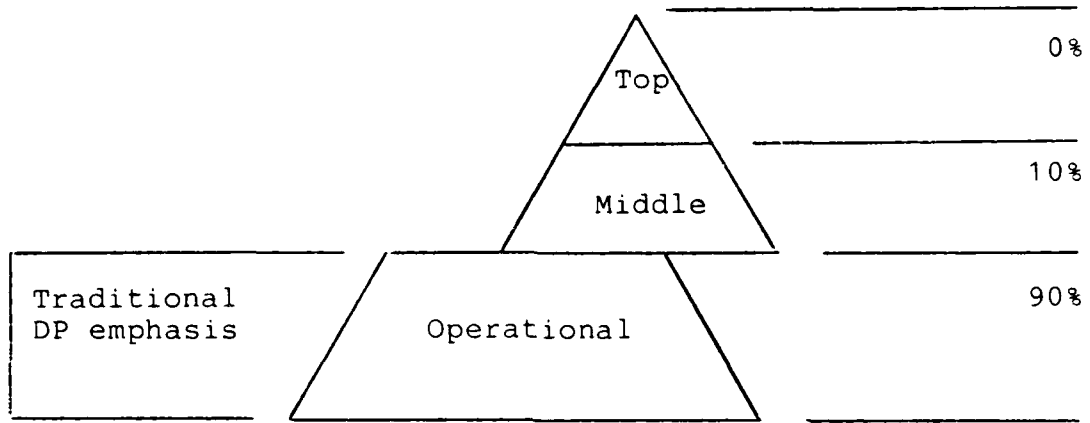 0%
Top
10%
Middle
Traditional
DP emphasis
90%
Operational